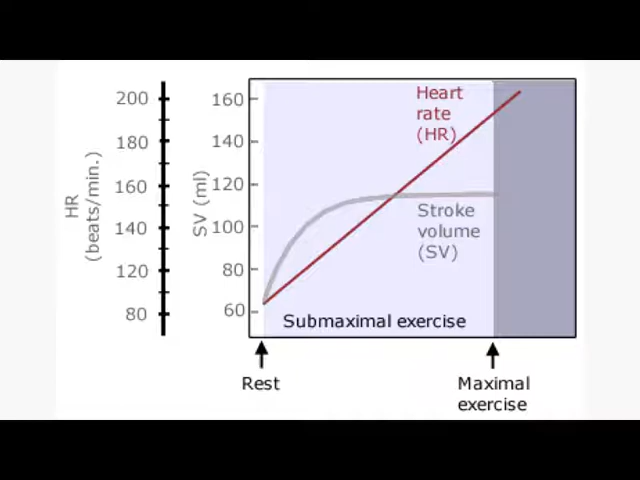 200
180
160
140
120
80
HR
(beats/min.)
160
140
120
100
80
60
SV (ml)
Heart
rate
(HR)
Stroke
volume
(SV)
Submaximal exercise
Rest
Maximal
exercise